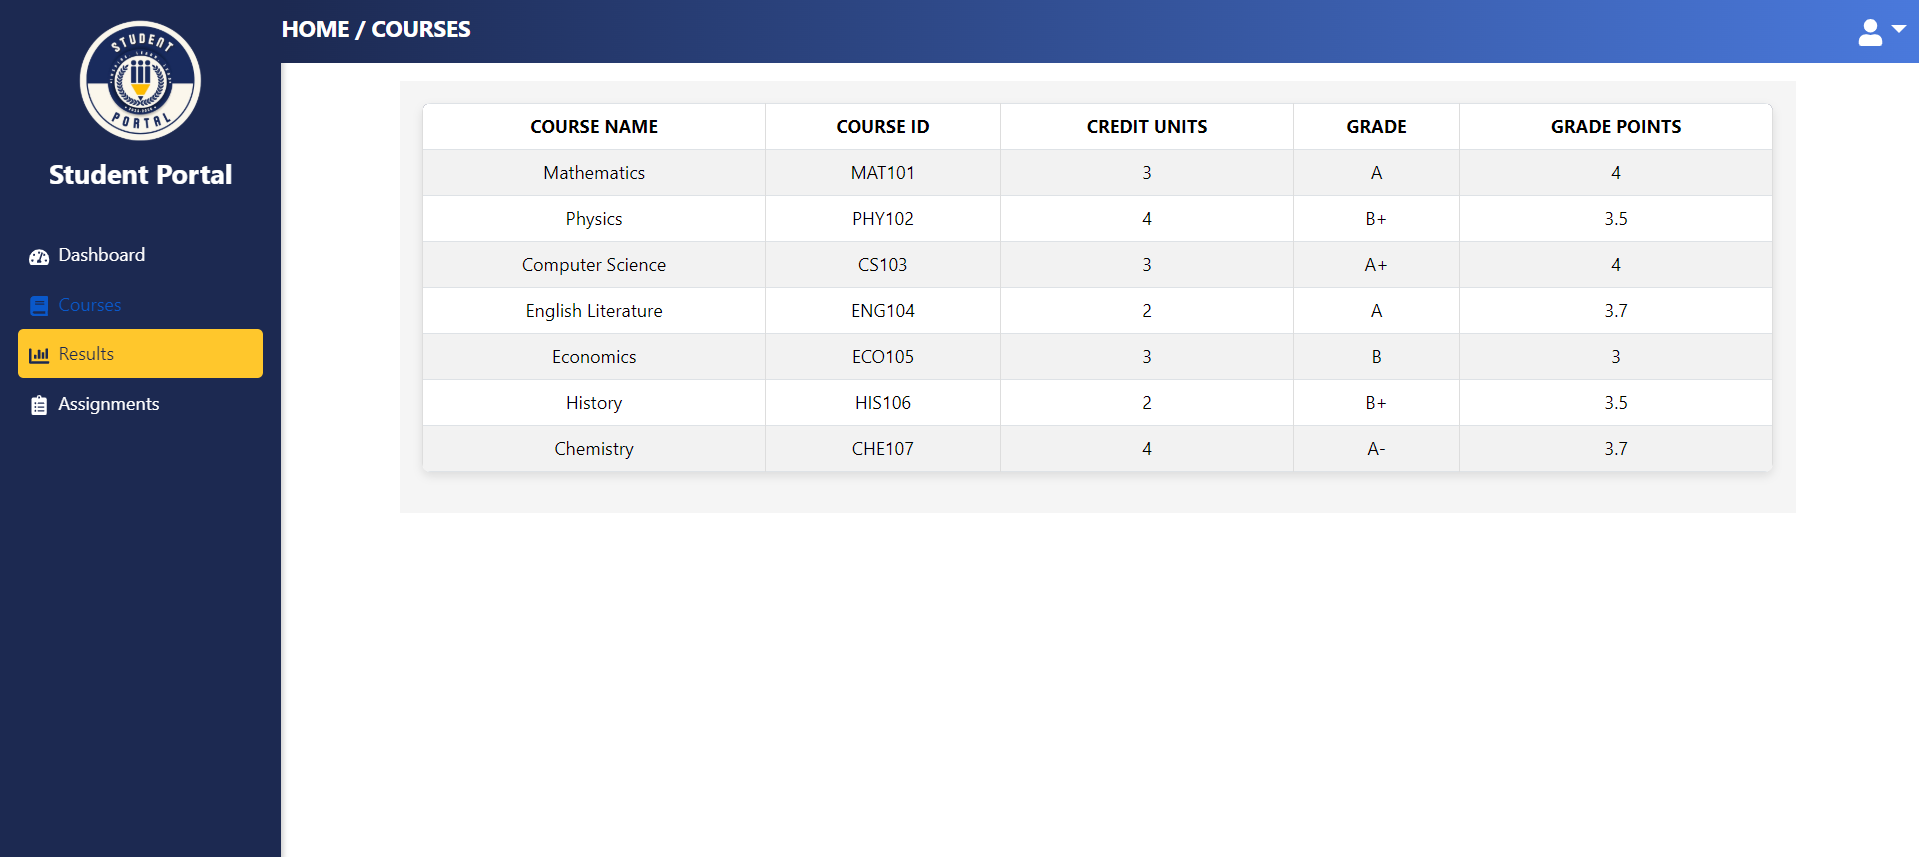 STUDENT
PORTAL
Student Portal
Dashboard
Courses
Results
Assignments
HOME / COURSES
COURSE NAME COURSE ID CREDIT UNITS GRADE GRADE POINTS
Mathematics MAT101 3 A 4
Physics PHY102 4 B+ 3.5
Computer Science CS103 3 A+ 4
English Literature ENG104 2 A 3.7
Economics ECO105 3 B 3
History HIS106 2 B+ 3.5
Chemistry CHE107 4 A- 3.7